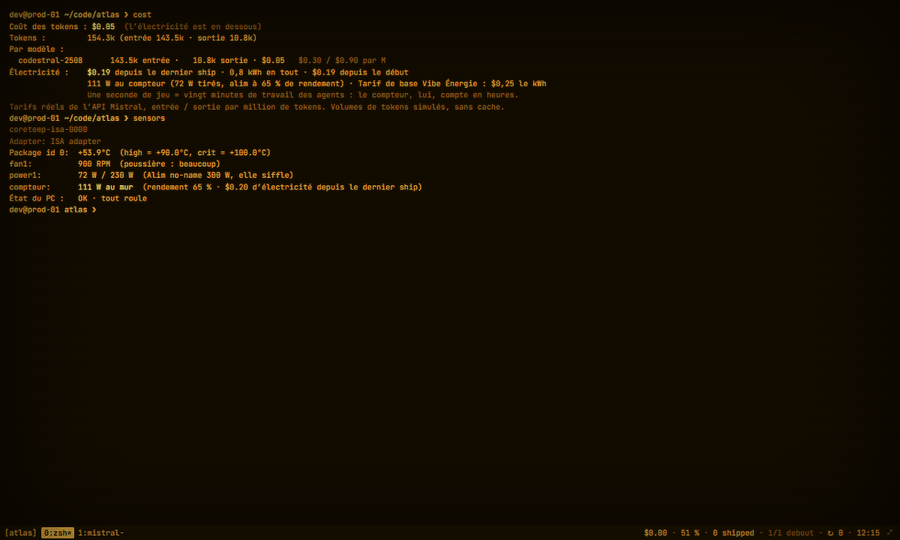 dev@prod-01 ~/code/atlas ❯ cost
Coût des tokens : $0.05 (l'électricité est en dessous)
Tokens : 154.3k (entrée 143.5k · sortie 10.8k)
Par modèle :
codestral-2508 143.5k entrée · 10.8k sortie · $0.05 $0.30 / $0.90 par M
Électricité : $0.19 depuis le dernier ship · 0,8 kWh en tout · $0.19 depuis le début
111 W au compteur (72 W tirés, alim à 65 % de rendement) · Tarif de base Vibe Énergie : $0,25 le kWh
Une seconde de jeu = vingt minutes de travail des agents : le compteur, lui, compte en heures.
Tarifs réels de l'API Mistral, entrée / sortie par million de tokens. Volumes de tokens simulés, sans cache.
dev@prod-01 ~/code/atlas ❯ sensors
coretemp-isa-0000
Adapter: ISA adapter
Package id 0: +53.9°C (high = +90.0°C, crit = +100.0°C)
fan1: 900 RPM (poussière : beaucoup)
power1: 72 W / 230 W (Alim no-name 300 W, elle siffle)
compteur: 111 W au mur (rendement 65 % · $0.20 d'électricité depuis le dernier ship)
État du PC : OK · tout roule
dev@prod-01 atlas ❯
[atlas] 0:zsh* 1:mistral- $0.00 · 51 % · 0 shipped · 1/1 debout · ↻ 0 · 12:15